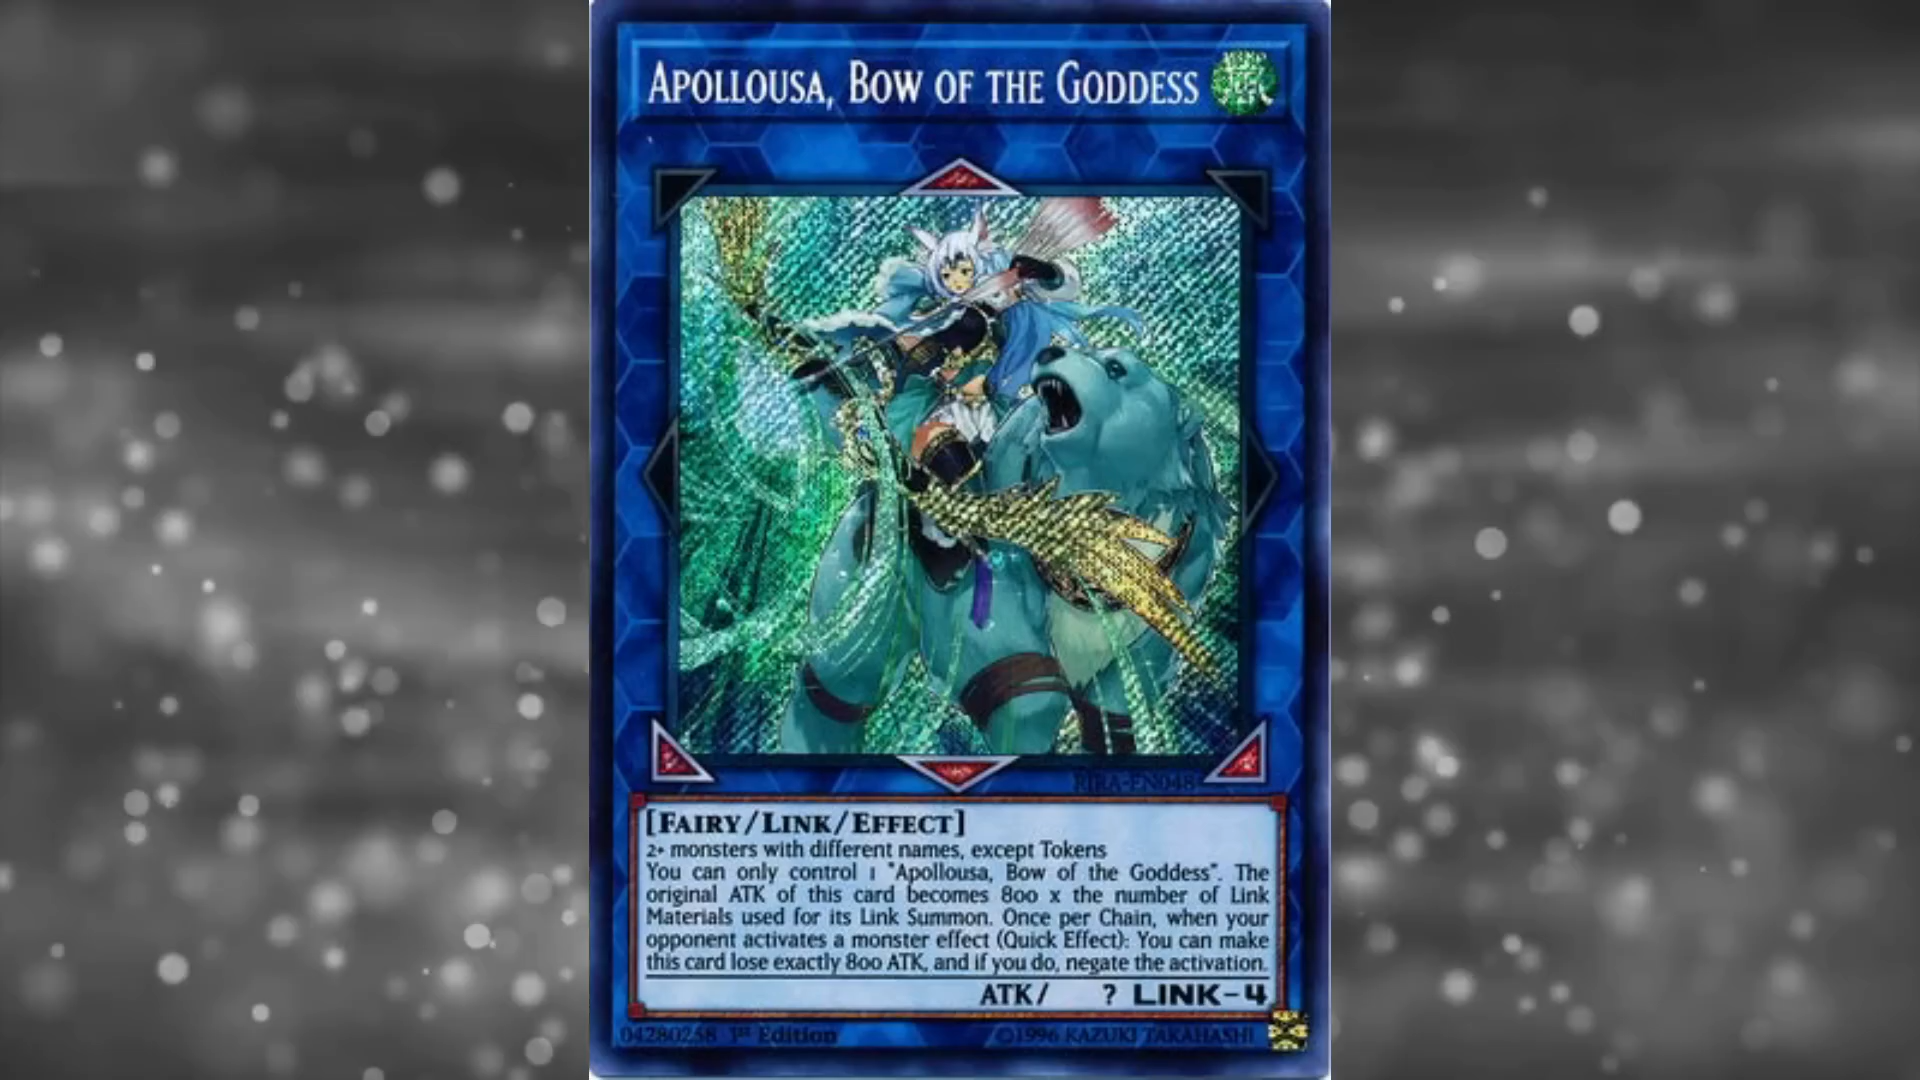 Apollousa, Bow of the Goddess
RIRA-EN048
[Fairy/Link/Effect]
2+ monsters with different names, except Tokens
You can only control 1 "Apollousa, Bow of the Goddess". The
original ATK of this card becomes 800 x the number of Link
Materials used for its Link Summon. Once per Chain, when your
opponent activates a monster effect (Quick Effect): You can make
this card lose exactly 800 ATK, and if you do, negate the activation.
ATK/ ? LINK-4
04280258 1st Edition ©1996 KAZUKI TAKAHASHI